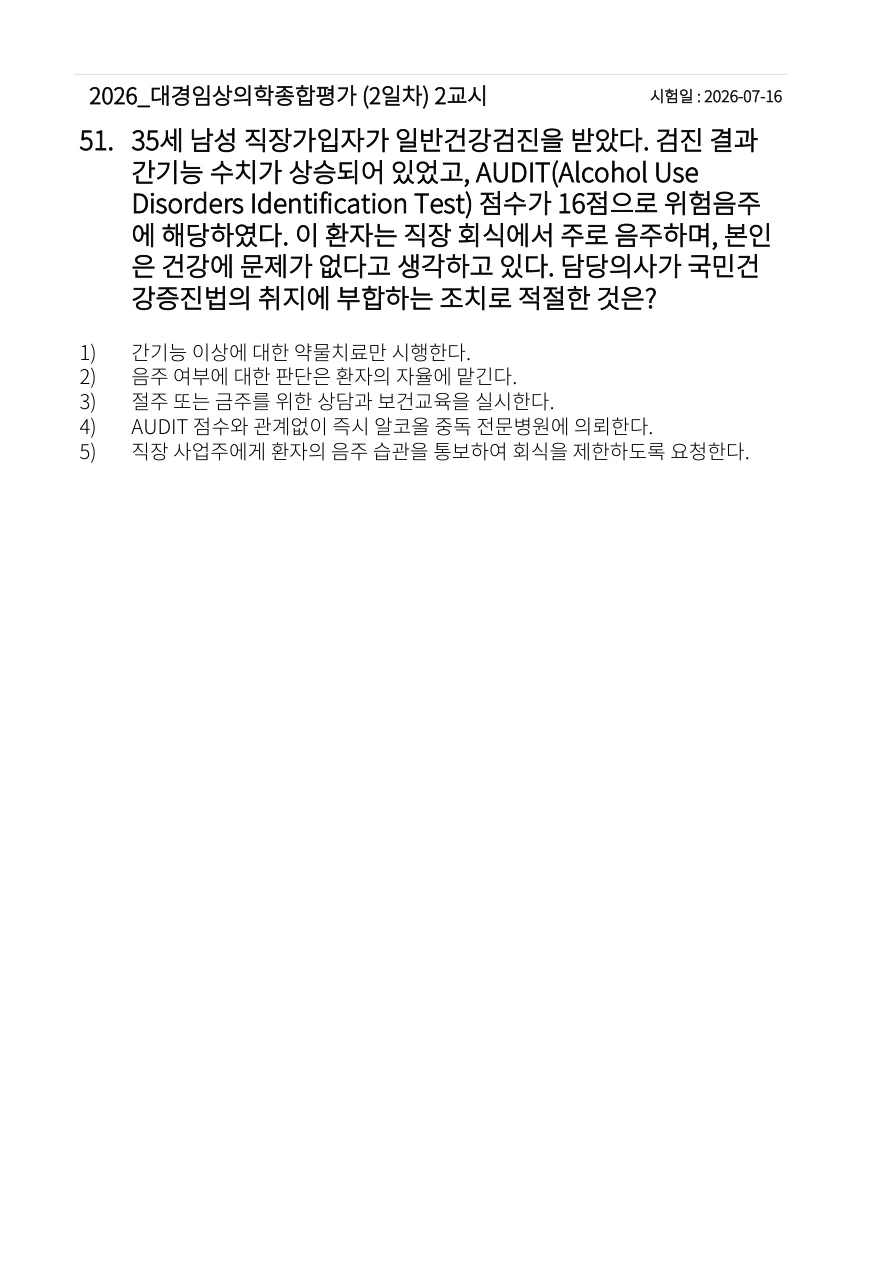 2026_대경임상의학종합평가 (2일차) 2교시 시험일 : 2026-07-16
51. 35세 남성 직장가입자가 일반건강검진을 받았다. 검진 결과
간기능 수치가 상승되어 있었고, AUDIT(Alcohol Use
Disorders Identification Test) 점수가 16점으로 위험음주
에 해당하였다. 이 환자는 직장 회식에서 주로 음주하며, 본인
은 건강에 문제가 없다고 생각하고 있다. 담당의사가 국민건
강증진법의 취지에 부합하는 조치로 적절한 것은?
1) 간기능 이상에 대한 약물치료만 시행한다.
2) 음주 여부에 대한 판단은 환자의 자율에 맡긴다.
3) 절주 또는 금주를 위한 상담과 보건교육을 실시한다.
4) AUDIT 점수와 관계없이 즉시 알코올 중독 전문병원에 의뢰한다.
5) 직장 사업주에게 환자의 음주 습관을 통보하여 회식을 제한하도록 요청한다.